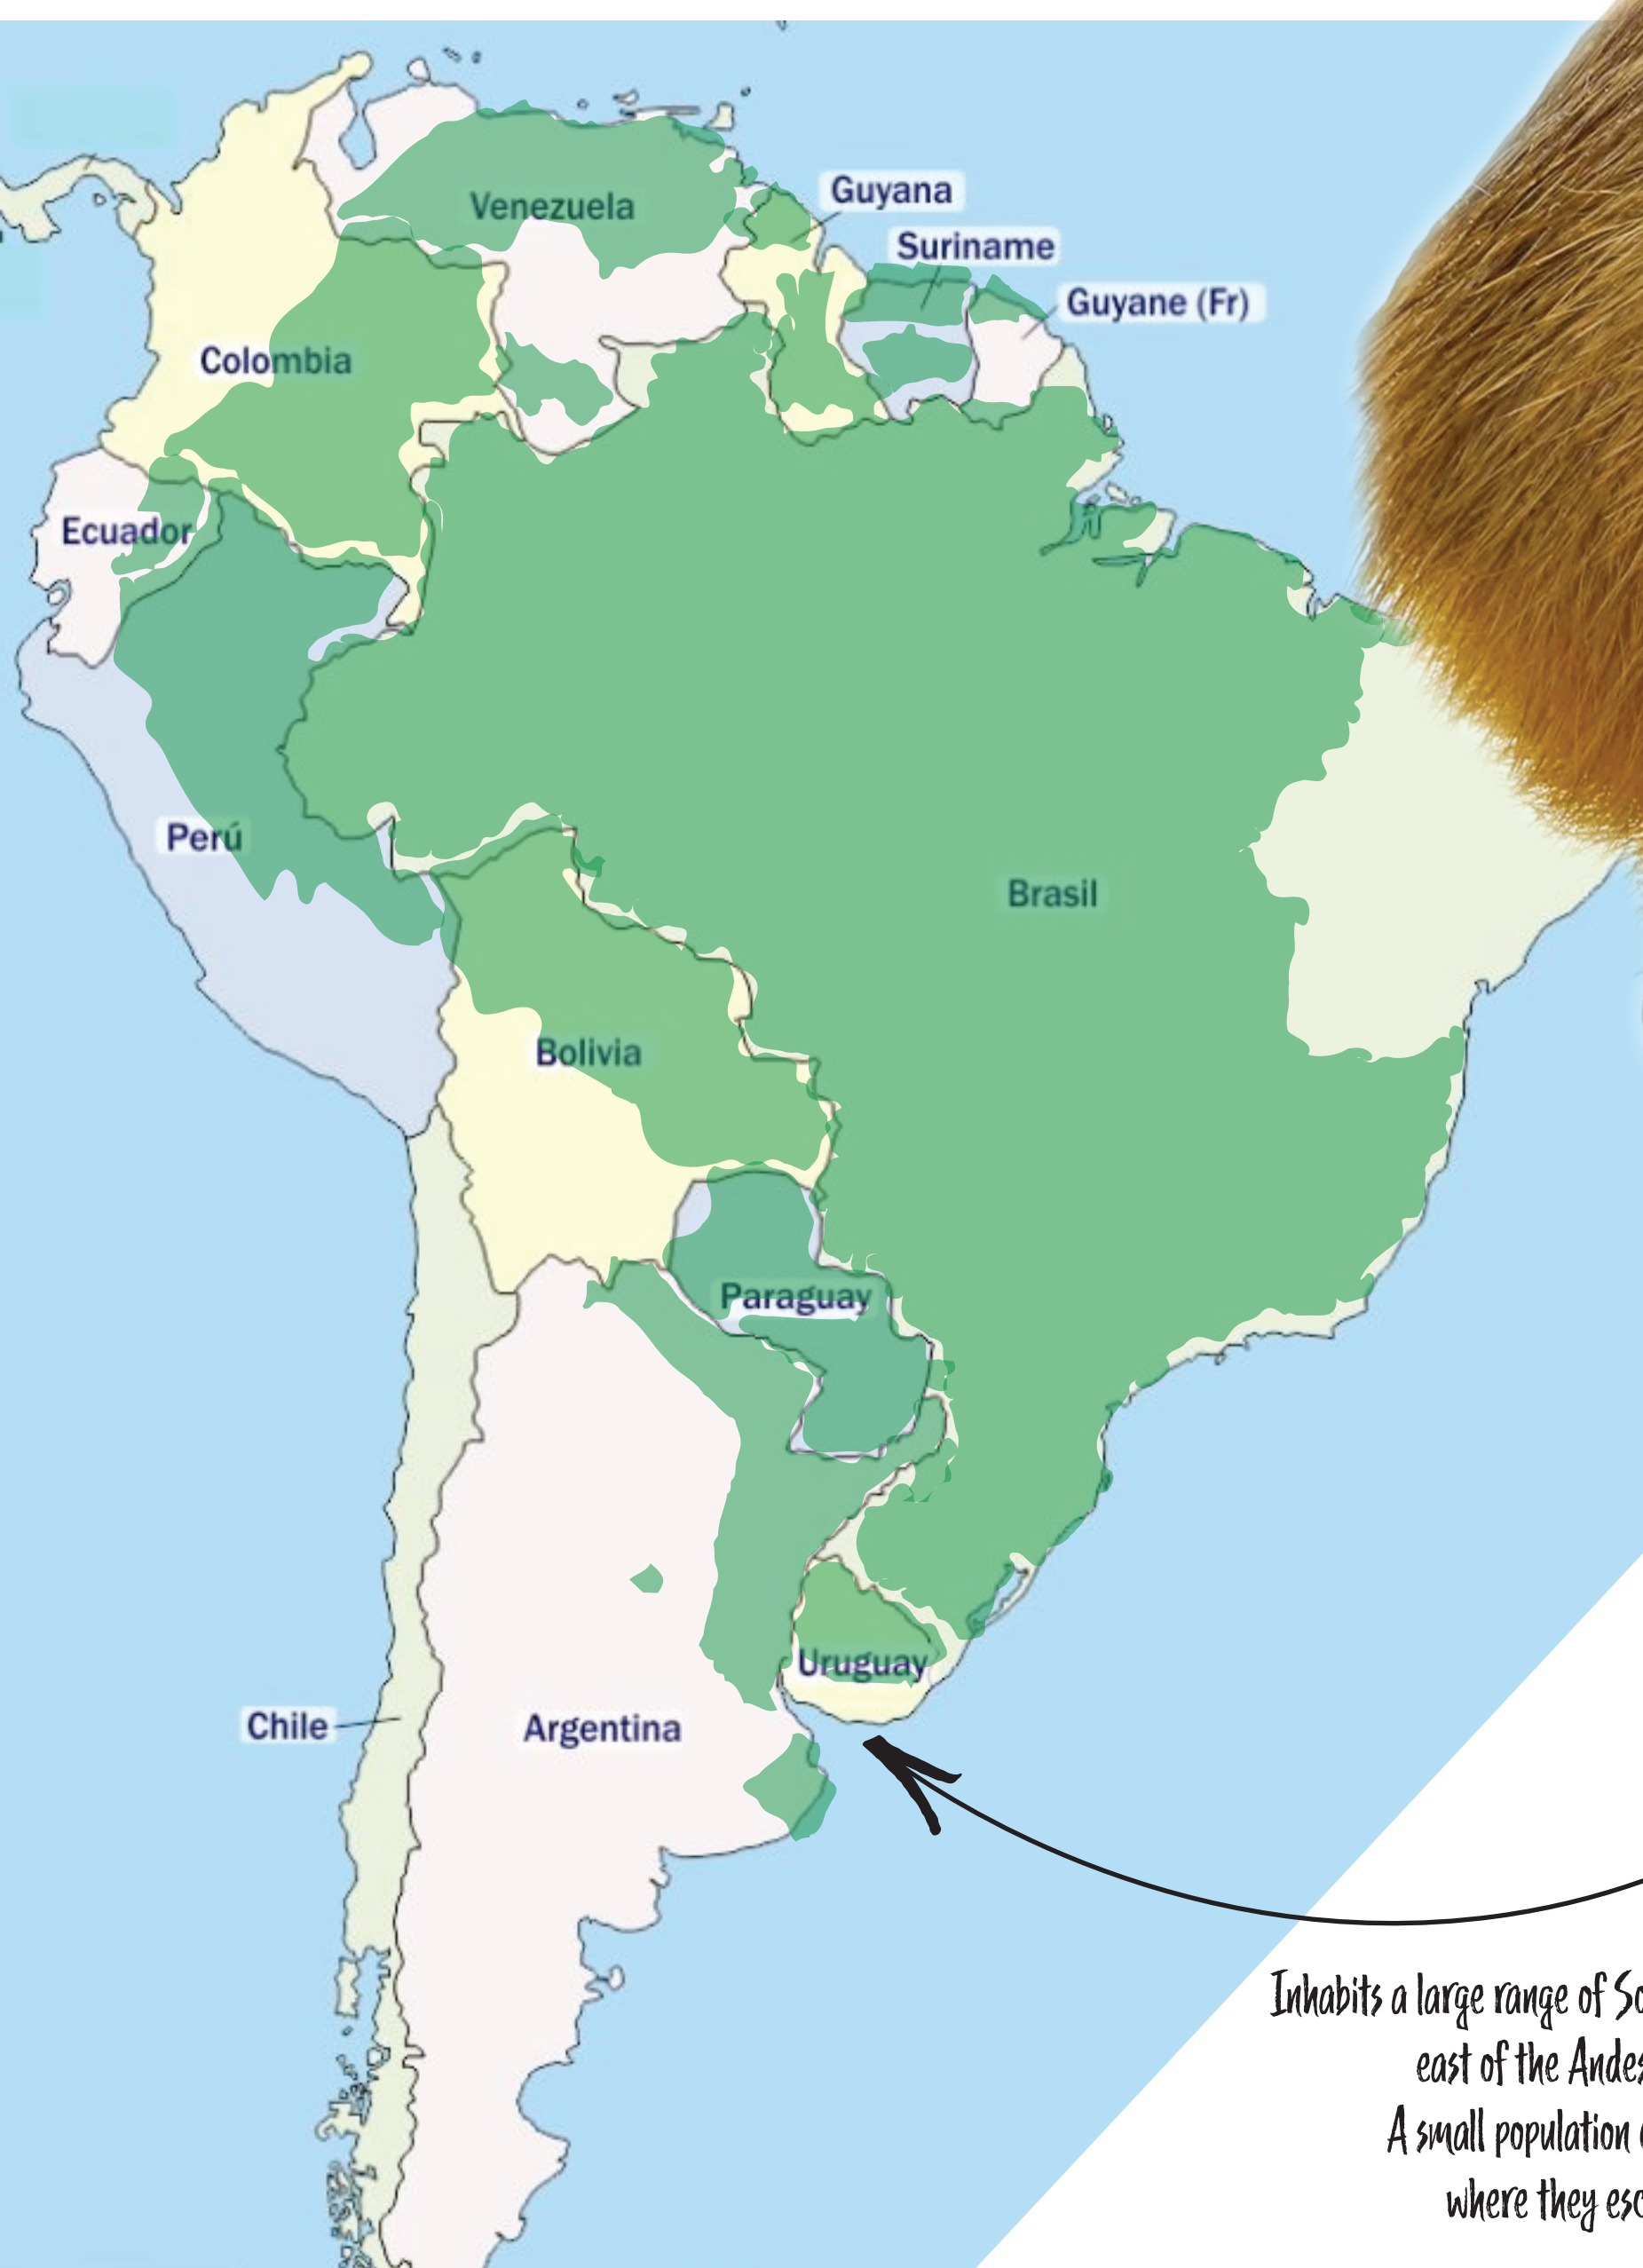 Guyana
Venezuela
Suriname
Guyane (Fr)
Colombia
Ecuador
Perú
Brasil
Bolivia
Paraguay
Uruguay
Chile
Argentina
Inhabits a large range of
east of the
A small population
where they